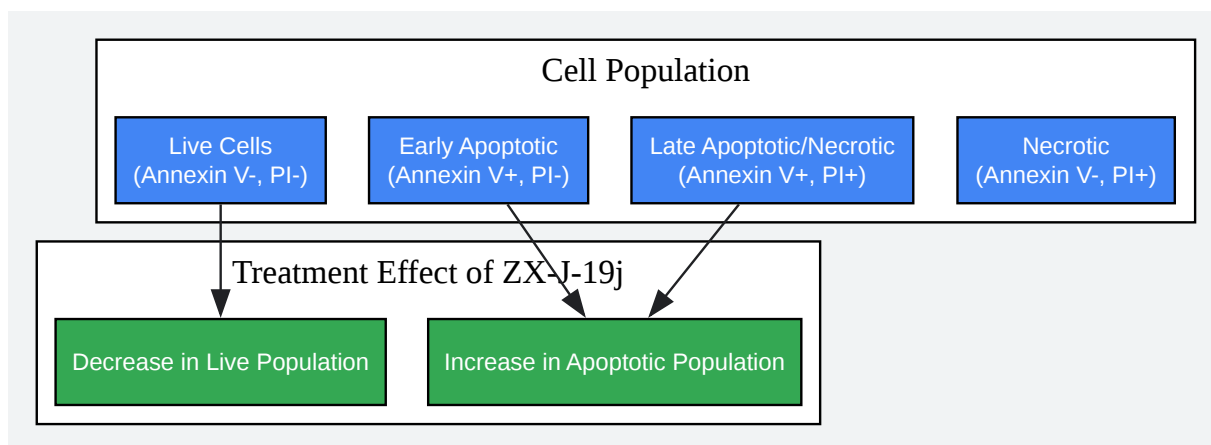 Cell Population
Live Cells
(Annexin V-, PI-)
Early Apoptotic
(Annexin V+, PI-)
Late Apoptotic/Necrotic
(Annexin V+, PI+)
Necrotic
(Annexin V-, PI+)
Treatment Effect of ZX-J-19j
Decrease in Live Population
Increase in Apoptotic Population